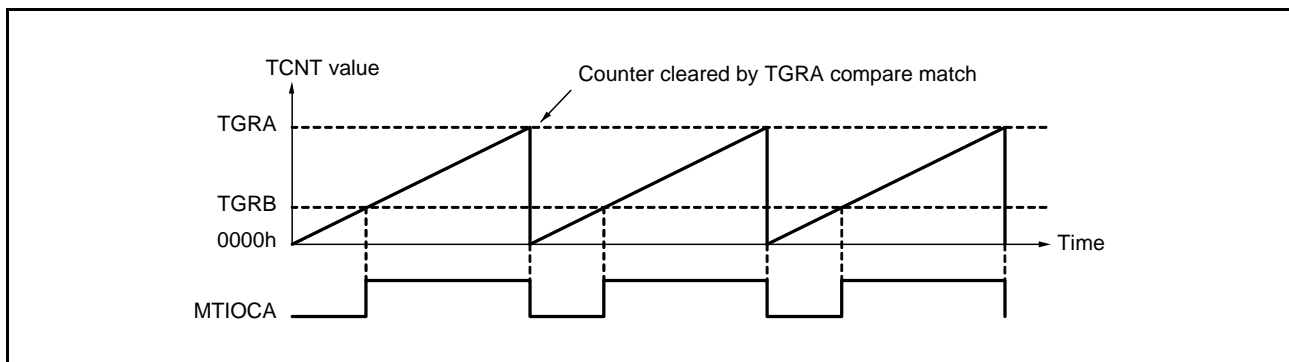 TCNT value
Counter cleared by TGRA compare match
TGRA
TGRB
0000h
Time
MTIOCA